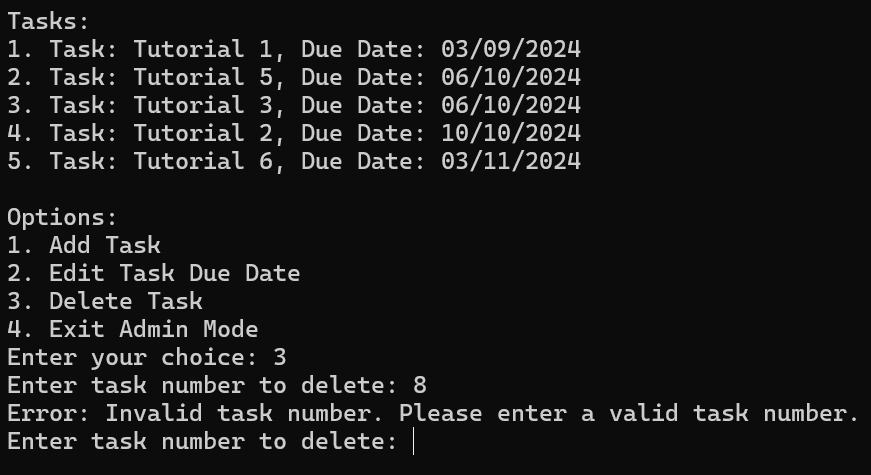 Tasks:
1. Task: Tutorial 1, Due Date: 03/09/2024
2. Task: Tutorial 5, Due Date: 06/10/2024
3. Task: Tutorial 3, Due Date: 06/10/2024
4. Task: Tutorial 2, Due Date: 10/10/2024
5. Task: Tutorial 6, Due Date: 03/11/2024
Options:
1. Add Task
2. Edit Task Due Date
3. Delete Task
4. Exit Admin Mode
Enter your choice: 3
Enter task number to delete: 8
Error: Invalid task number. Please enter a valid task number.
Enter task number to delete: